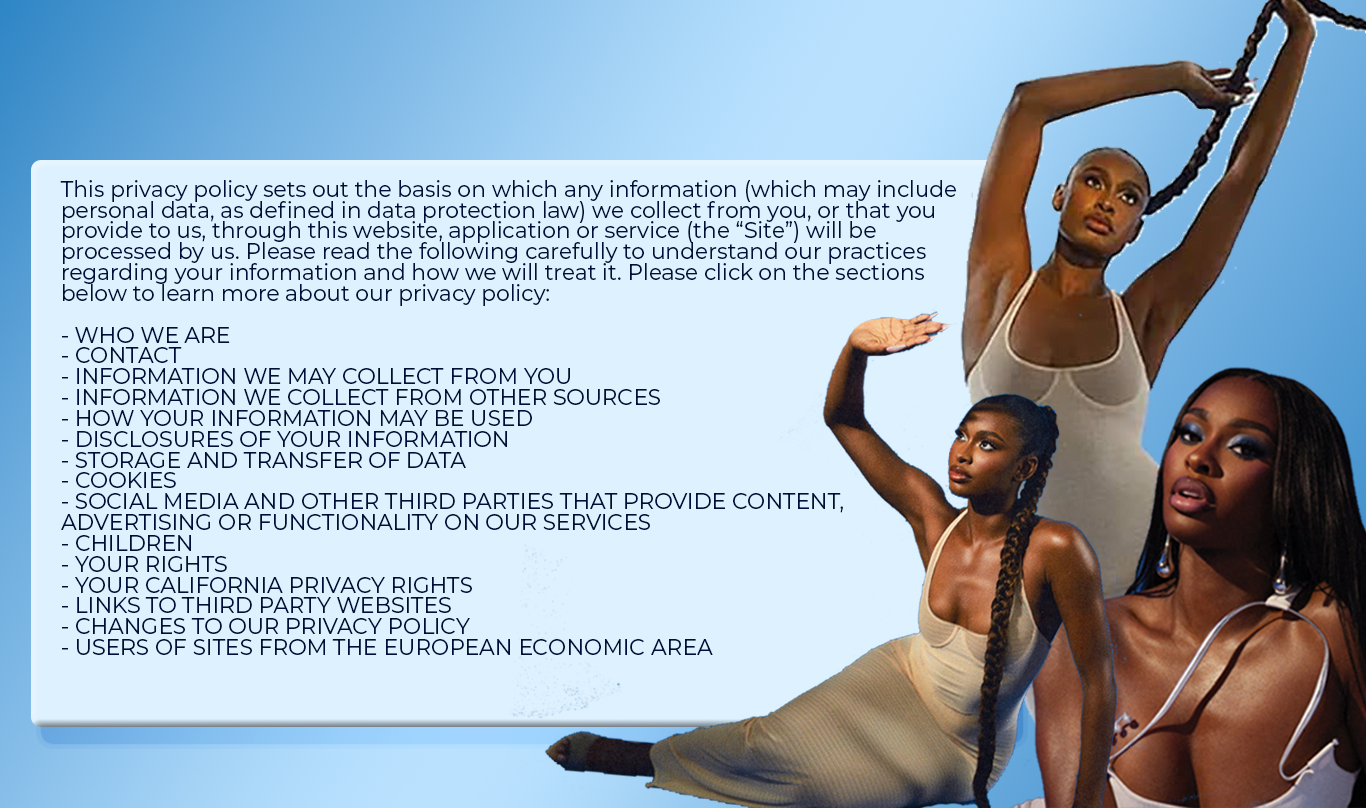 This privacy policy sets out the basis on which any information (which may include
personal data, as defined in data protection law) we collect from you, or that you
provide to us, through this website, application or service (the “Site”) will be
processed by us. Please read the following carefully to understand our practices
regarding your information and how we will treat it. Please click on the sections
below to learn more about our privacy policy:
- WHO WE ARE
- CONTACT
- INFORMATION WE MAY COLLECT FROM YOU
- INFORMATION WE COLLECT FROM OTHER SOURCES
- HOW YOUR INFORMATION MAY BE USED
- DISCLOSURES OF YOUR INFORMATION
- STORAGE AND TRANSFER OF DATA
- COOKIES
- SOCIAL MEDIA AND OTHER THIRD PARTIES THAT PROVIDE CONTENT,
ADVERTISING OR FUNCTIONALITY ON OUR SERVICES
- CHILDREN
- YOUR RIGHTS
- YOUR CALIFORNIA PRIVACY RIGHTS
- LINKS TO THIRD PARTY WEBSITES
- CHANGES TO OUR PRIVACY POLICY
- USERS OF SITES FROM THE EUROPEAN ECONOMIC AREA